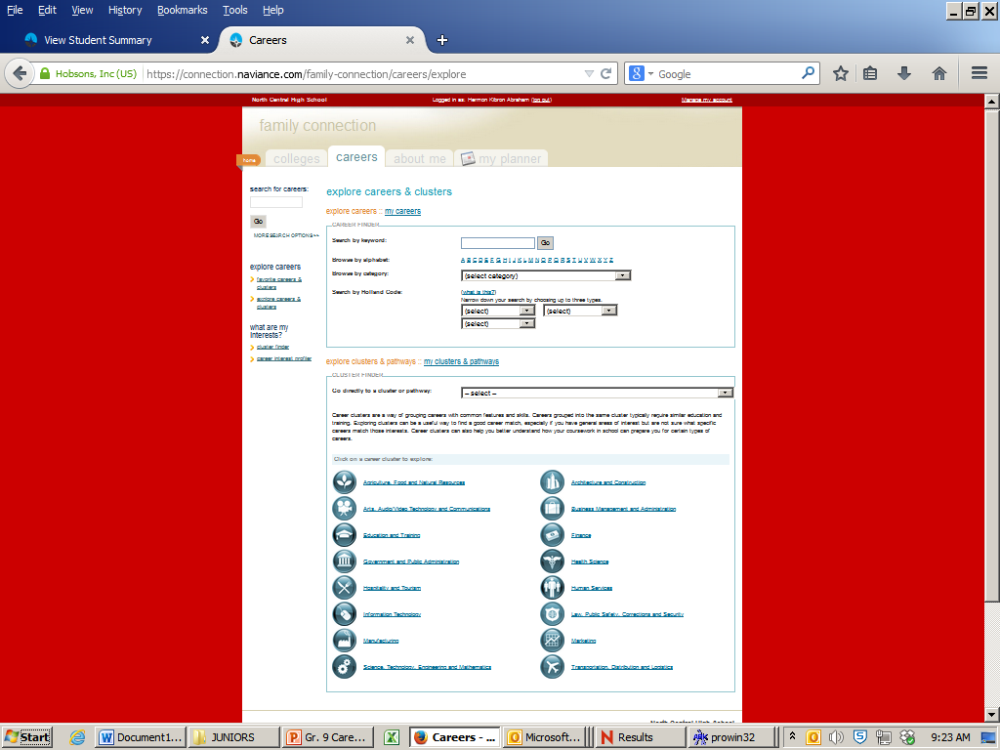 File Edit View History Bookmarks Tools Help
View Student Summary
Careers
Hobsons, Inc (US) https://connection.naviance.com/family-connection/careers/explore
Google
North Central High School Logged in as: Hermon Kibron Abraham (log out) Manage my account
family connection
home colleges careers about me my planner
search for careers:
Go
MORE SEARCH OPTIONS>>
explore careers
favorite careers & clusters
explore careers & clusters
what are my interests?
cluster finder
career interest profiler
explore careers & clusters
explore careers :: my careers
CAREER FINDER
Search by keyword: Go
Browse by alphabet: A B C D E F G H I J K L M N O P Q R S T U V W X Y Z
Browse by category: (select category)
Search by Holland Code: (what is this?)
Narrow down your search by choosing up to three types.
(select) (select)
(select)
explore clusters & pathways :: my clusters & pathways
CLUSTER FINDER
Go directly to a cluster or pathway: -- select --
Career clusters are a way of grouping careers with common features and skills. Careers grouped into the same cluster typically require similar education and
training. Exploring clusters can be a useful way to find a good career match, especially if you have general areas of interest but are not sure what specific
careers match those interests. Career clusters can also help you better understand how your coursework in school can prepare you for certain types of
careers.
Click on a career cluster to explore:
Agriculture, Food and Natural Resources Architecture and Construction
Arts, Audio/Video Technology and Communications Business Management and Administration
Education and Training Finance
Government and Public Administration Health Science
Hospitality and Tourism Human Services
Information Technology Law, Public Safety, Corrections and Security
Manufacturing Marketing
Science, Technology, Engineering and Mathematics Transportation, Distribution and Logistics
North Central High School
Start Document1... JUNIORS Gr. 9 Care... Careers - ... Microsoft... Results prowin32 9:23 AM